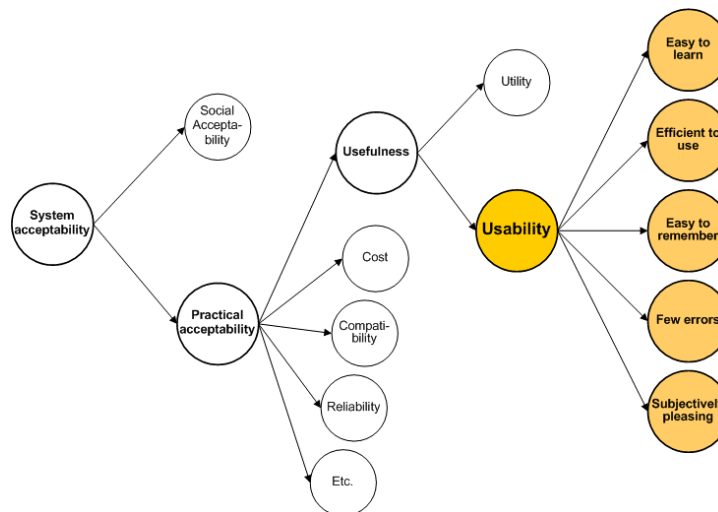 System
acceptability
Social
Accepta-
bility
Practical
acceptability
Usefulness
Cost
Compati-
bility
Reliability
Etc.
Utility
Usability
Easy to
learn
Efficient to
use
Easy to
remember
Few errors
Subjectively
pleasing